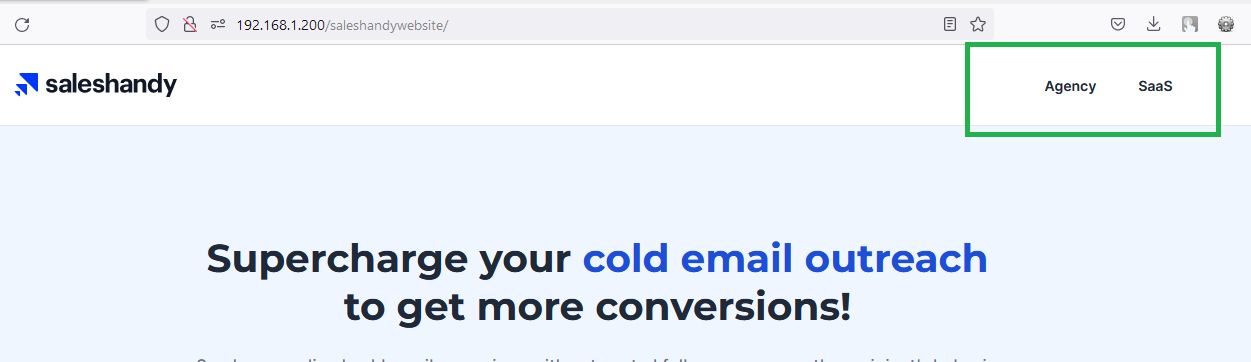 192.168.1.200/saleshandywebsite/
saleshandy
Agency SaaS
Supercharge your cold email outreach
to get more conversions!